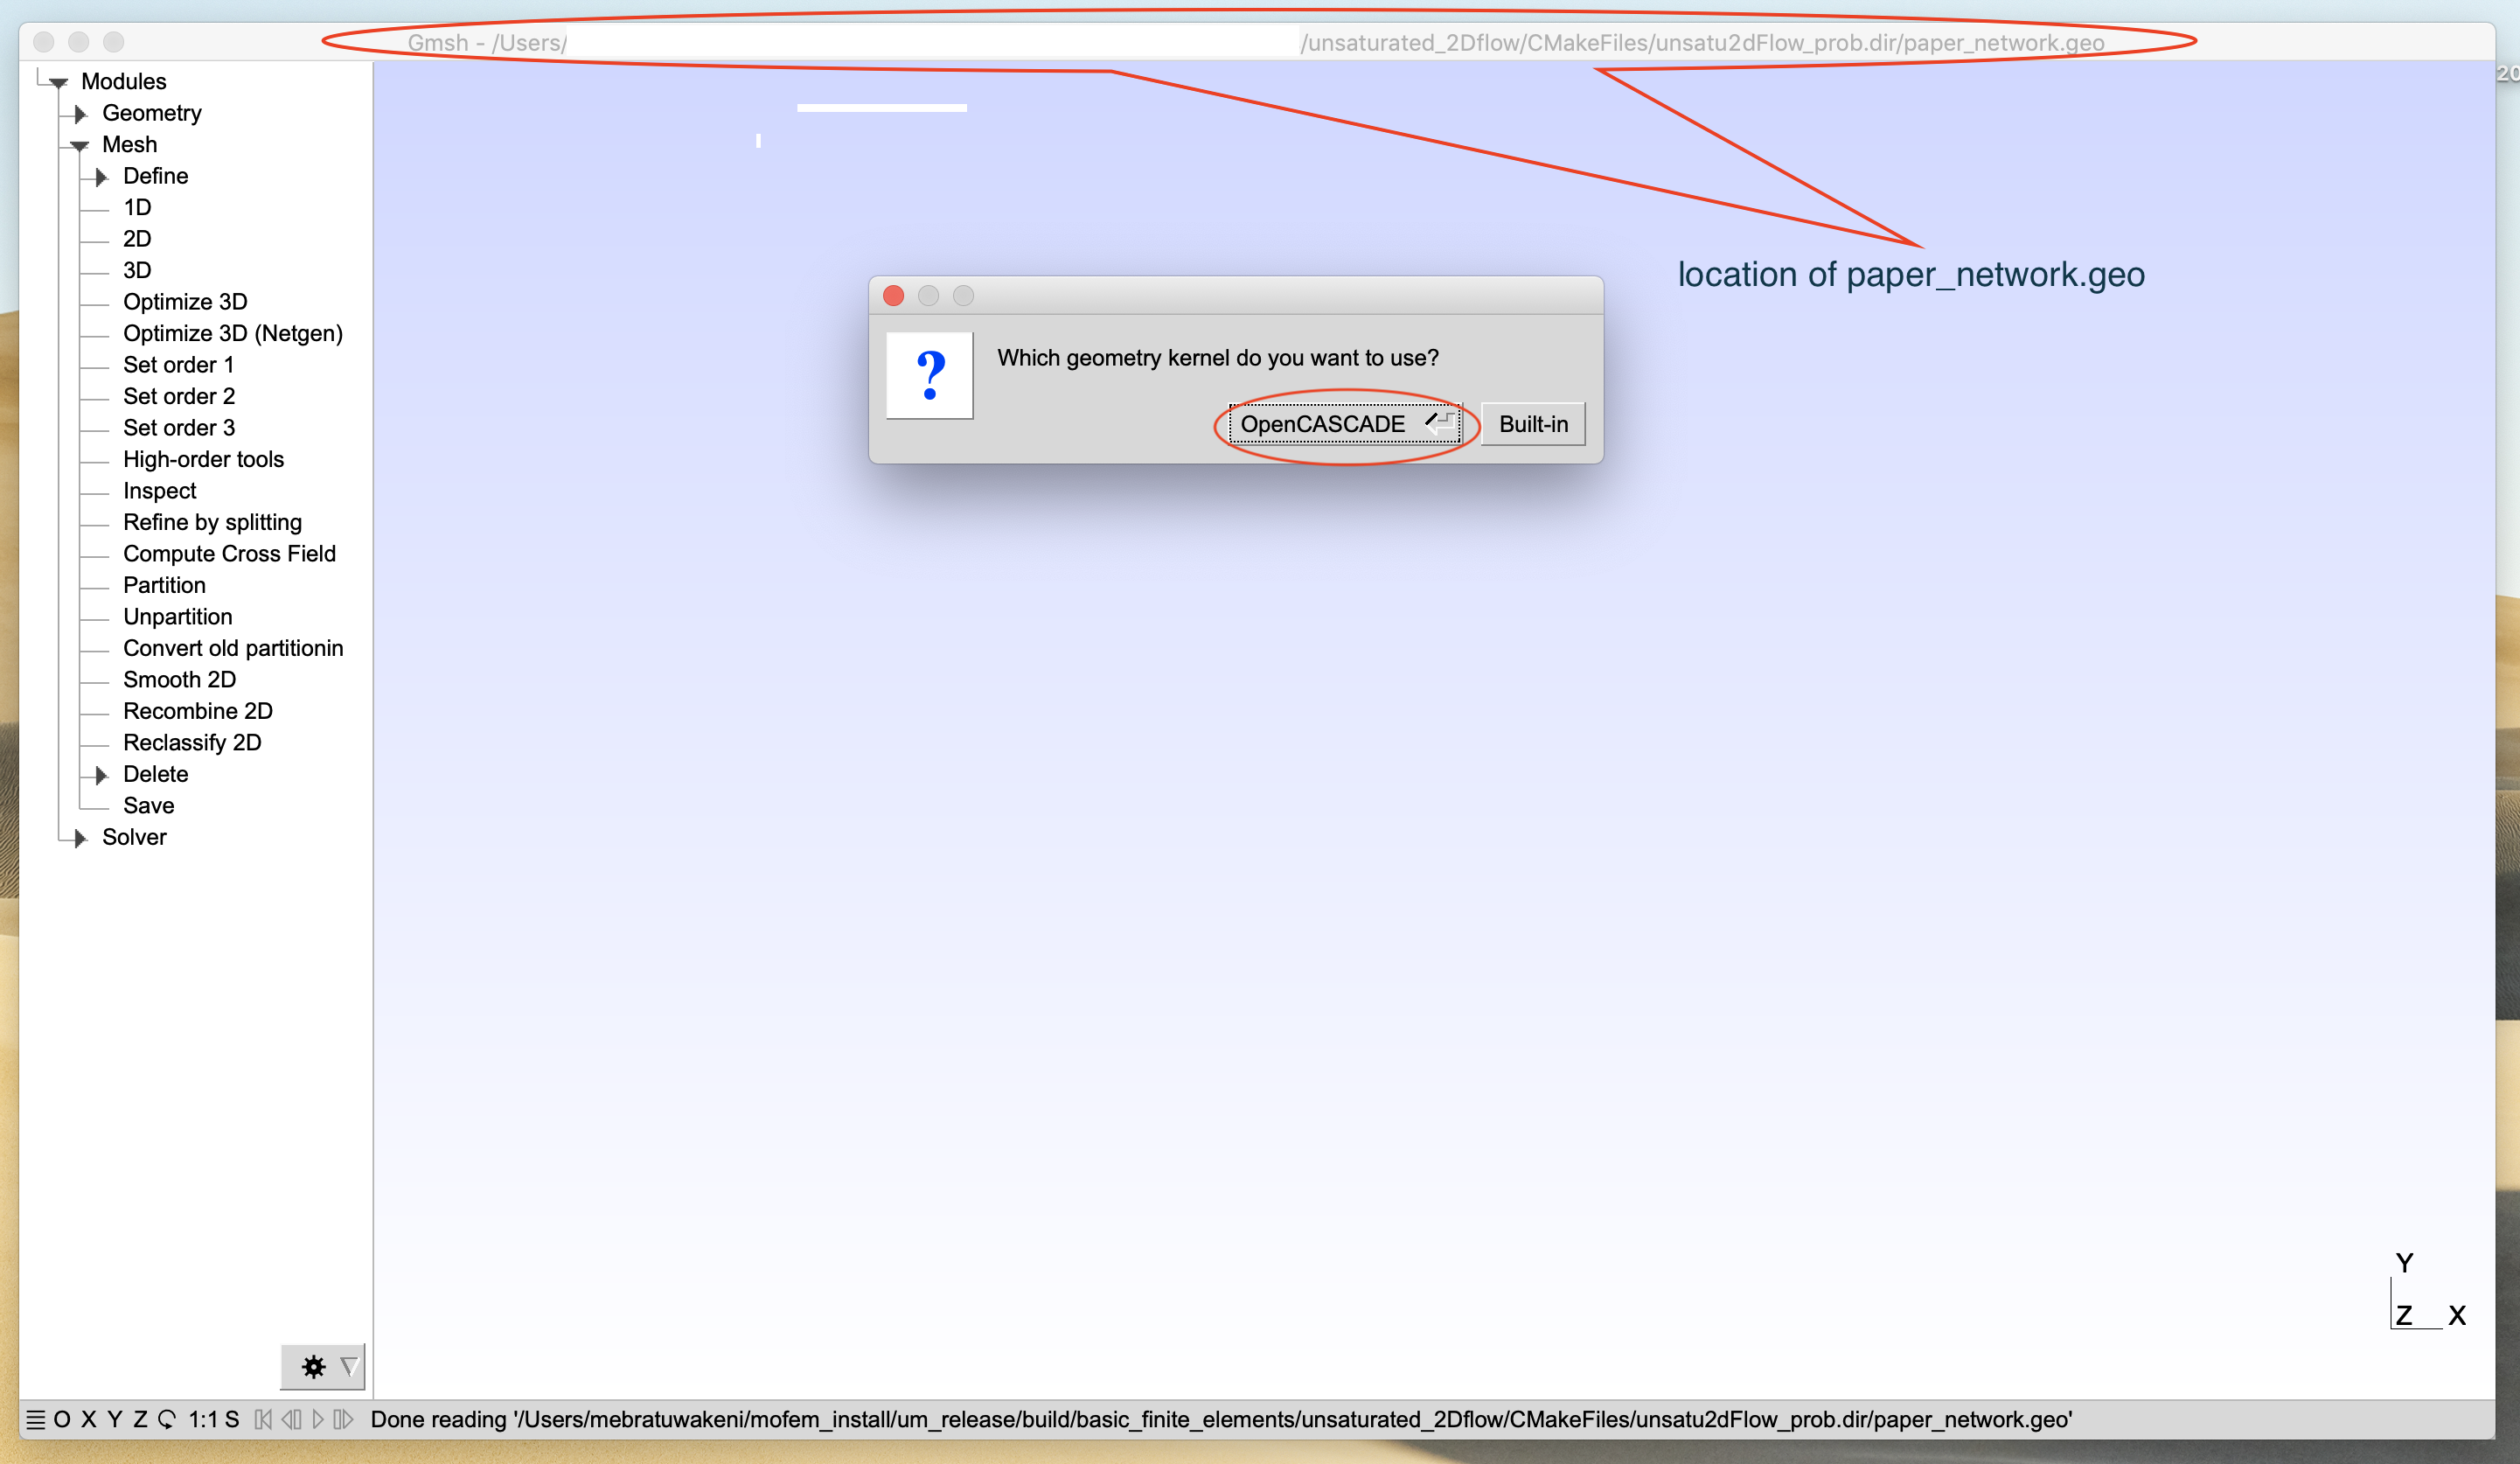 Gmsh - /Users/ /unsaturated_2Dflow/CMakeFiles/unsatu2dFlow_prob.dir/paper_network.geo
20
Modules
Geometry
Mesh
Define
1D
2D
3D
Optimize 3D
Optimize 3D (Netgen)
Set order 1
Set order 2
Set order 3
High-order tools
Inspect
Refine by splitting
Compute Cross Field
Partition
Unpartition
Convert old partitionin
Smooth 2D
Recombine 2D
Reclassify 2D
Delete
Save
Solver
location of paper_network.geo
?
Which geometry kernel do you want to use?
OpenCASCADE
Built-in
Y
Z X
O X Y Z 1:1 S Done reading '/Users/mebratuwakeni/mofem_install/um_release/build/basic_finite_elements/unsaturated_2Dflow/CMakeFiles/unsatu2dFlow_prob.dir/paper_network.geo'